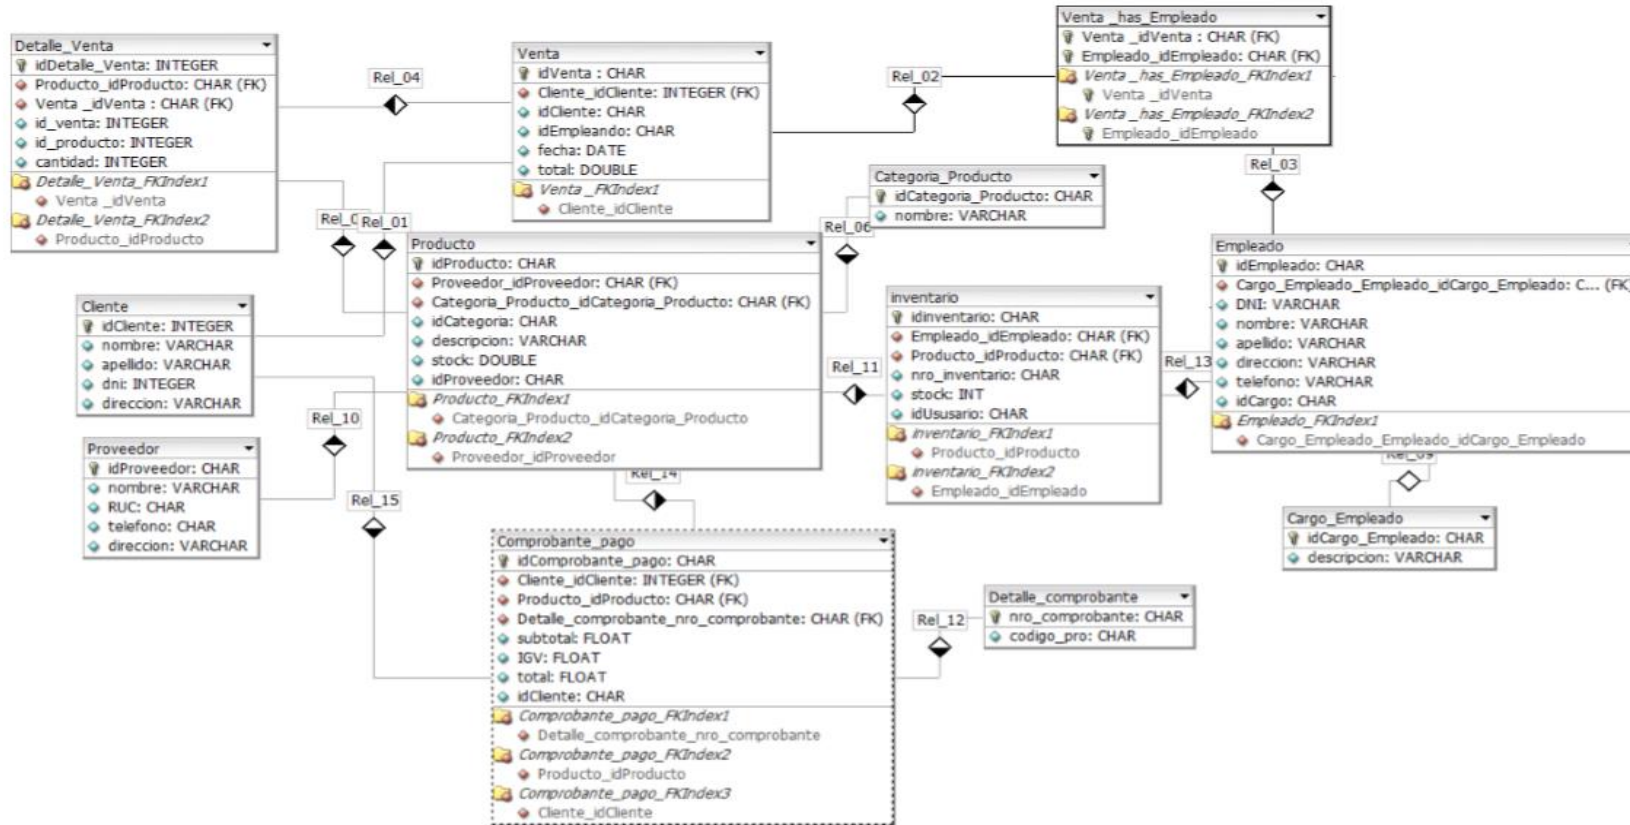 Detalle_Venta
idDetalle_Venta: INTEGER
Producto_idProducto: CHAR (FK)
Venta _idVenta : CHAR (FK)
id_venta: INTEGER
id_producto: INTEGER
cantidad: INTEGER
Detalle_Venta_FKIndex1
Venta _idVenta
Detalle_Venta_FKIndex2
Producto_idProducto
Rel_04
Venta
idVenta : CHAR
Cliente_idCliente: INTEGER (FK)
idCliente: CHAR
idEmpleando: CHAR
fecha: DATE
total: DOUBLE
Venta _FKIndex1
Cliente_idCliente
Rel_02
Venta _has_Empleado
Venta _idVenta : CHAR (FK)
Empleado_idEmpleado: CHAR (FK)
Venta _has_Empleado_FKIndex1
Venta _idVenta
Venta _has_Empleado_FKIndex2
Empleado_idEmpleado
Rel_03
Categoria_Producto
idCategoria_Producto: CHAR
nombre: VARCHAR
Rel_01
Rel_06
Producto
idProducto: CHAR
Proveedor_idProveedor: CHAR (FK)
Categoria_Producto_idCategoria_Producto: CHAR (FK)
idCategoria: CHAR
descripcion: VARCHAR
stock: DOUBLE
idProveedor: CHAR
Producto_FKIndex1
Categoria_Producto_idCategoria_Producto
Producto_FKIndex2
Proveedor_idProveedor
Empleado
idEmpleado: CHAR
Cargo_Empleado_Empleado_idCargo_Empleado: C... (FK)
DNI: VARCHAR
nombre: VARCHAR
apellido: VARCHAR
direccion: VARCHAR
telefono: VARCHAR
idCargo: CHAR
Empleado_FKIndex1
Cargo_Empleado_Empleado_idCargo_Empleado
Cliente
idCliente: INTEGER
nombre: VARCHAR
apellido: VARCHAR
dni: INTEGER
direccion: VARCHAR
inventario
idinventario: CHAR
Empleado_idEmpleado: CHAR (FK)
Producto_idProducto: CHAR (FK)
nro_inventario: CHAR
stock: INT
idUsusario: CHAR
inventario_FKIndex1
Producto_idProducto
inventario_FKIndex2
Empleado_idEmpleado
Rel_11
Rel_13
Rel_10
Proveedor
idProveedor: CHAR
nombre: VARCHAR
RUC: CHAR
telefono: CHAR
direccion: VARCHAR
Rel_15
Rel_14
Rel_09
Cargo_Empleado
idCargo_Empleado: CHAR
descripcion: VARCHAR
Comprobante_pago
idComprobante_pago: CHAR
Cliente_idCliente: INTEGER (FK)
Producto_idProducto: CHAR (FK)
Detalle_comprobante_nro_comprobante: CHAR (FK)
subtotal: FLOAT
IGV: FLOAT
total: FLOAT
idCliente: CHAR
Comprobante_pago_FKIndex1
Detalle_comprobante_nro_comprobante
Comprobante_pago_FKIndex2
Producto_idProducto
Comprobante_pago_FKIndex3
Cliente_idCliente
Rel_12
Detalle_comprobante
nro_comprobante: CHAR
codigo_pro: CHAR